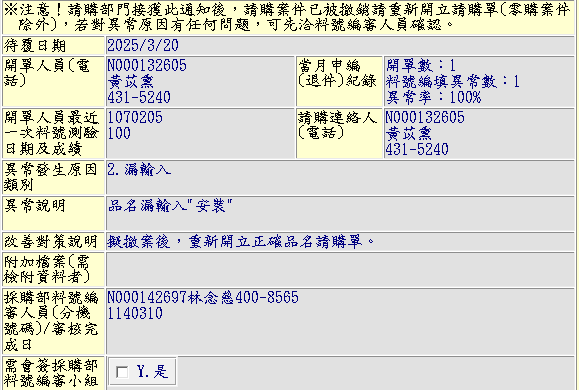 ※注意！請購部門接獲此通知後，請購案件已被撤銷請重新開立請購單(零購案件
除外)，若對異常原因有任何問題，可先洽料號編審人員確認。
待覆日期 2025/3/20
開單人員(電
話)
N000132605
黃苡熏
431-5240
當月申編
(退件)紀錄
開單數：1
料號編填異常數：1
異常率：100%
開單人員最近
一次料號測驗
日期及成績
1070205
100
請購連絡人
(電話)
N000132605
黃苡熏
431-5240
異常發生原因
類別
2.漏輸入
異常說明
品名漏輸入"安裝"
改善對策說明
擬撤案後，重新開立正確品名請購單。
附加檔案(需
檢附資料者)
採購部料號編
審人員(分機
號碼)/審核完
成日
N000142697林念慈400-8565
1140310
需會簽採購部
料號編審小組
Y.是